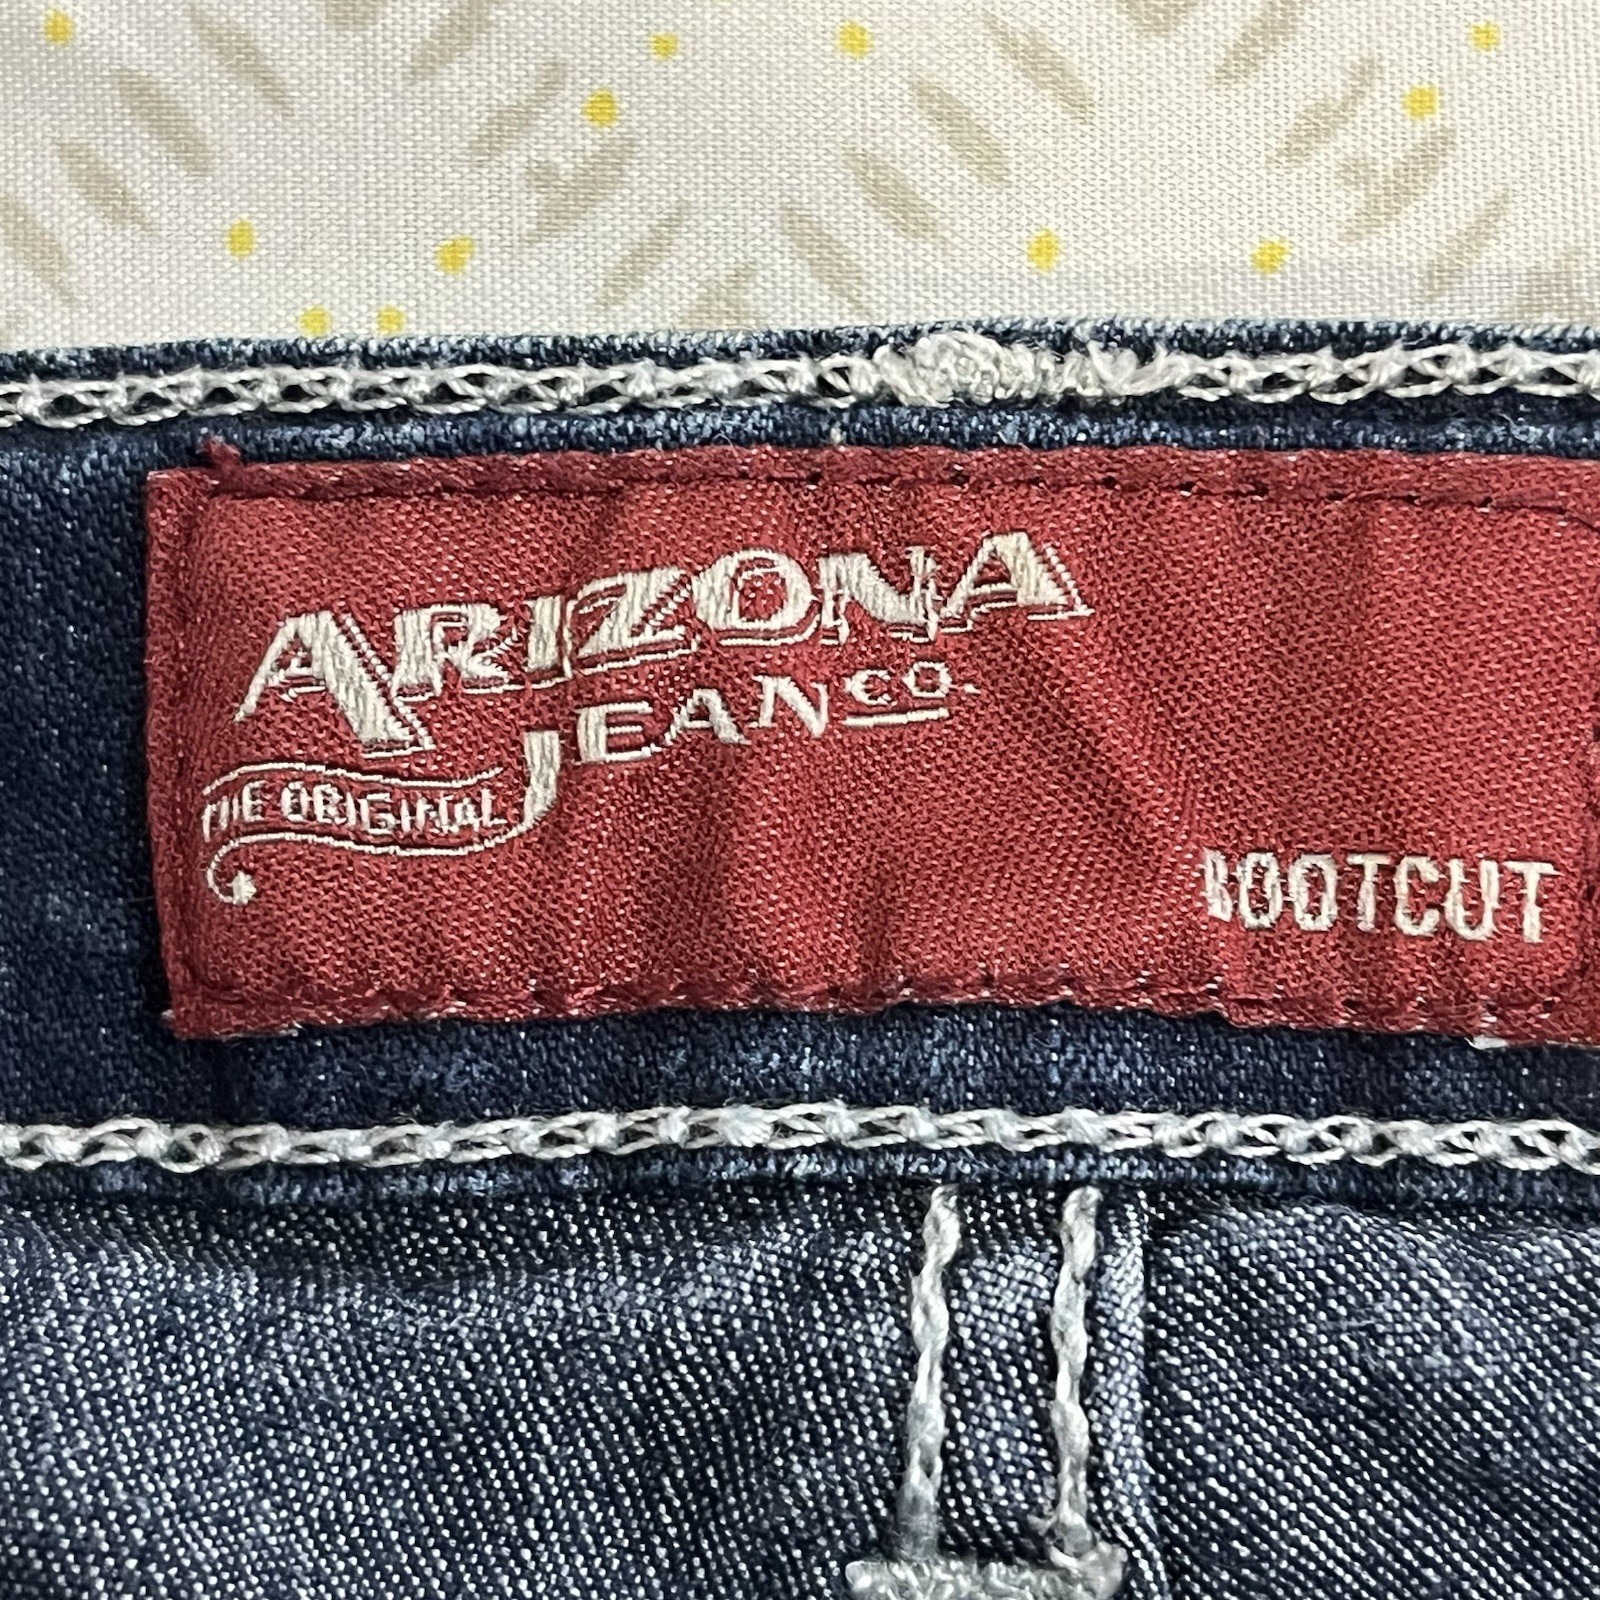 ARIZONA
JEAN CO.
THE ORIGINAL
BOOTCUT